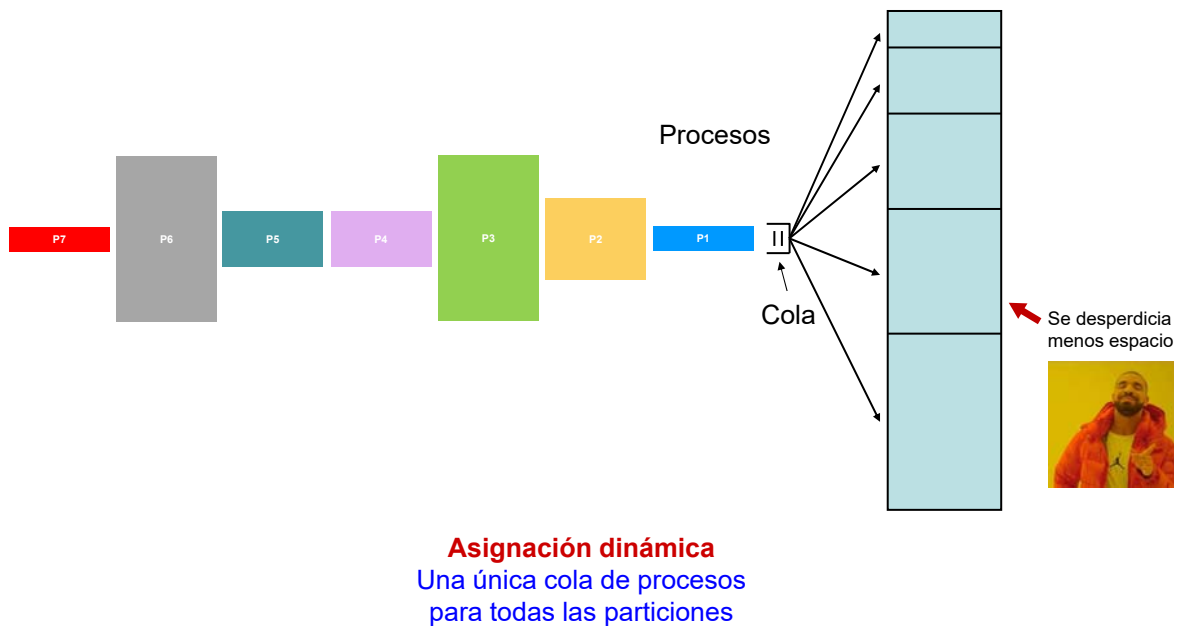 Procesos
P7
P6
P5
P4
P3
P2
P1
Cola
Se desperdicia
menos espacio
Asignación dinámica
Una única cola de procesos
para todas las particiones